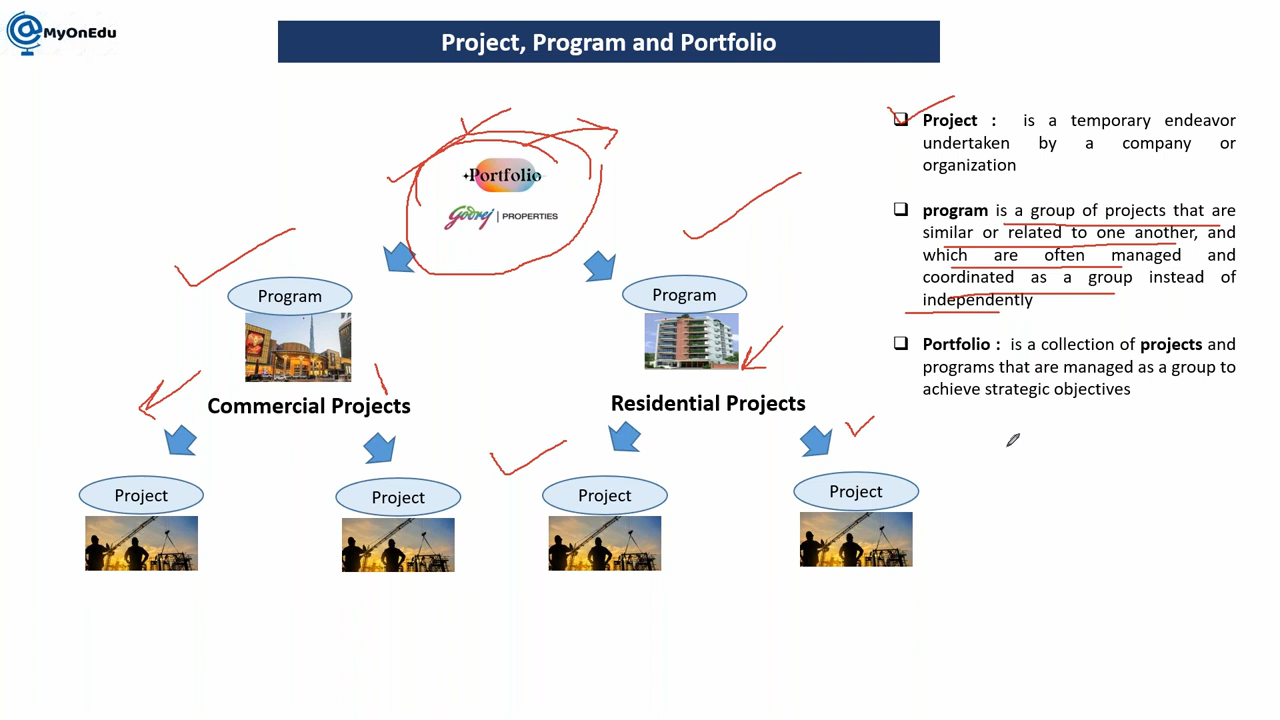 @MyOnEdu
Project, Program and Portfolio
Portfolio
Godrej | PROPERTIES
Program
Program
Commercial Projects
Residential Projects
Project
Project
Project
Project
Project : is a temporary endeavor
undertaken by a company or
organization
program is a group of projects that are
similar or related to one another, and
which are often managed and
coordinated as a group instead of
independently
Portfolio : is a collection of projects and
programs that are managed as a group to
achieve strategic objectives